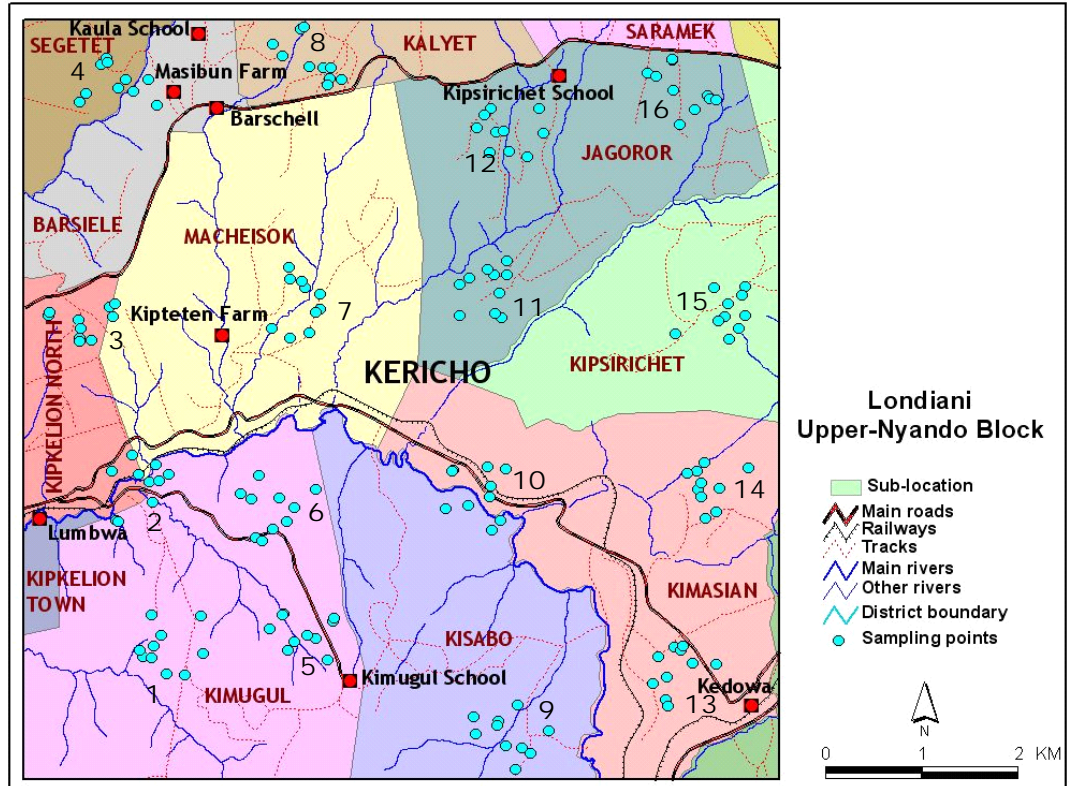 Kaula School
SEGETET
8
KALYET
SARAMEK
4
Masibun Farm
Kipsirichet School
Barschell
16
12
JAGOROR
BARSIELE
MACHEISOK
15
11
Kipteten Farm
7
3
KIPKELION NORTH
KERICHO
KIPSIRICHET
10
14
2
6
Lumbwa
KIPKELION
TOWN
KIMASIAN
KISABO
5
Kimugul School
1
KIMUGUL
Kedowa
13
9
Londiani
Upper-Nyando Block
Sub-location
Main roads
Railways
Tracks
Main rivers
Other rivers
District boundary
Sampling points
N
0 1 2 KM